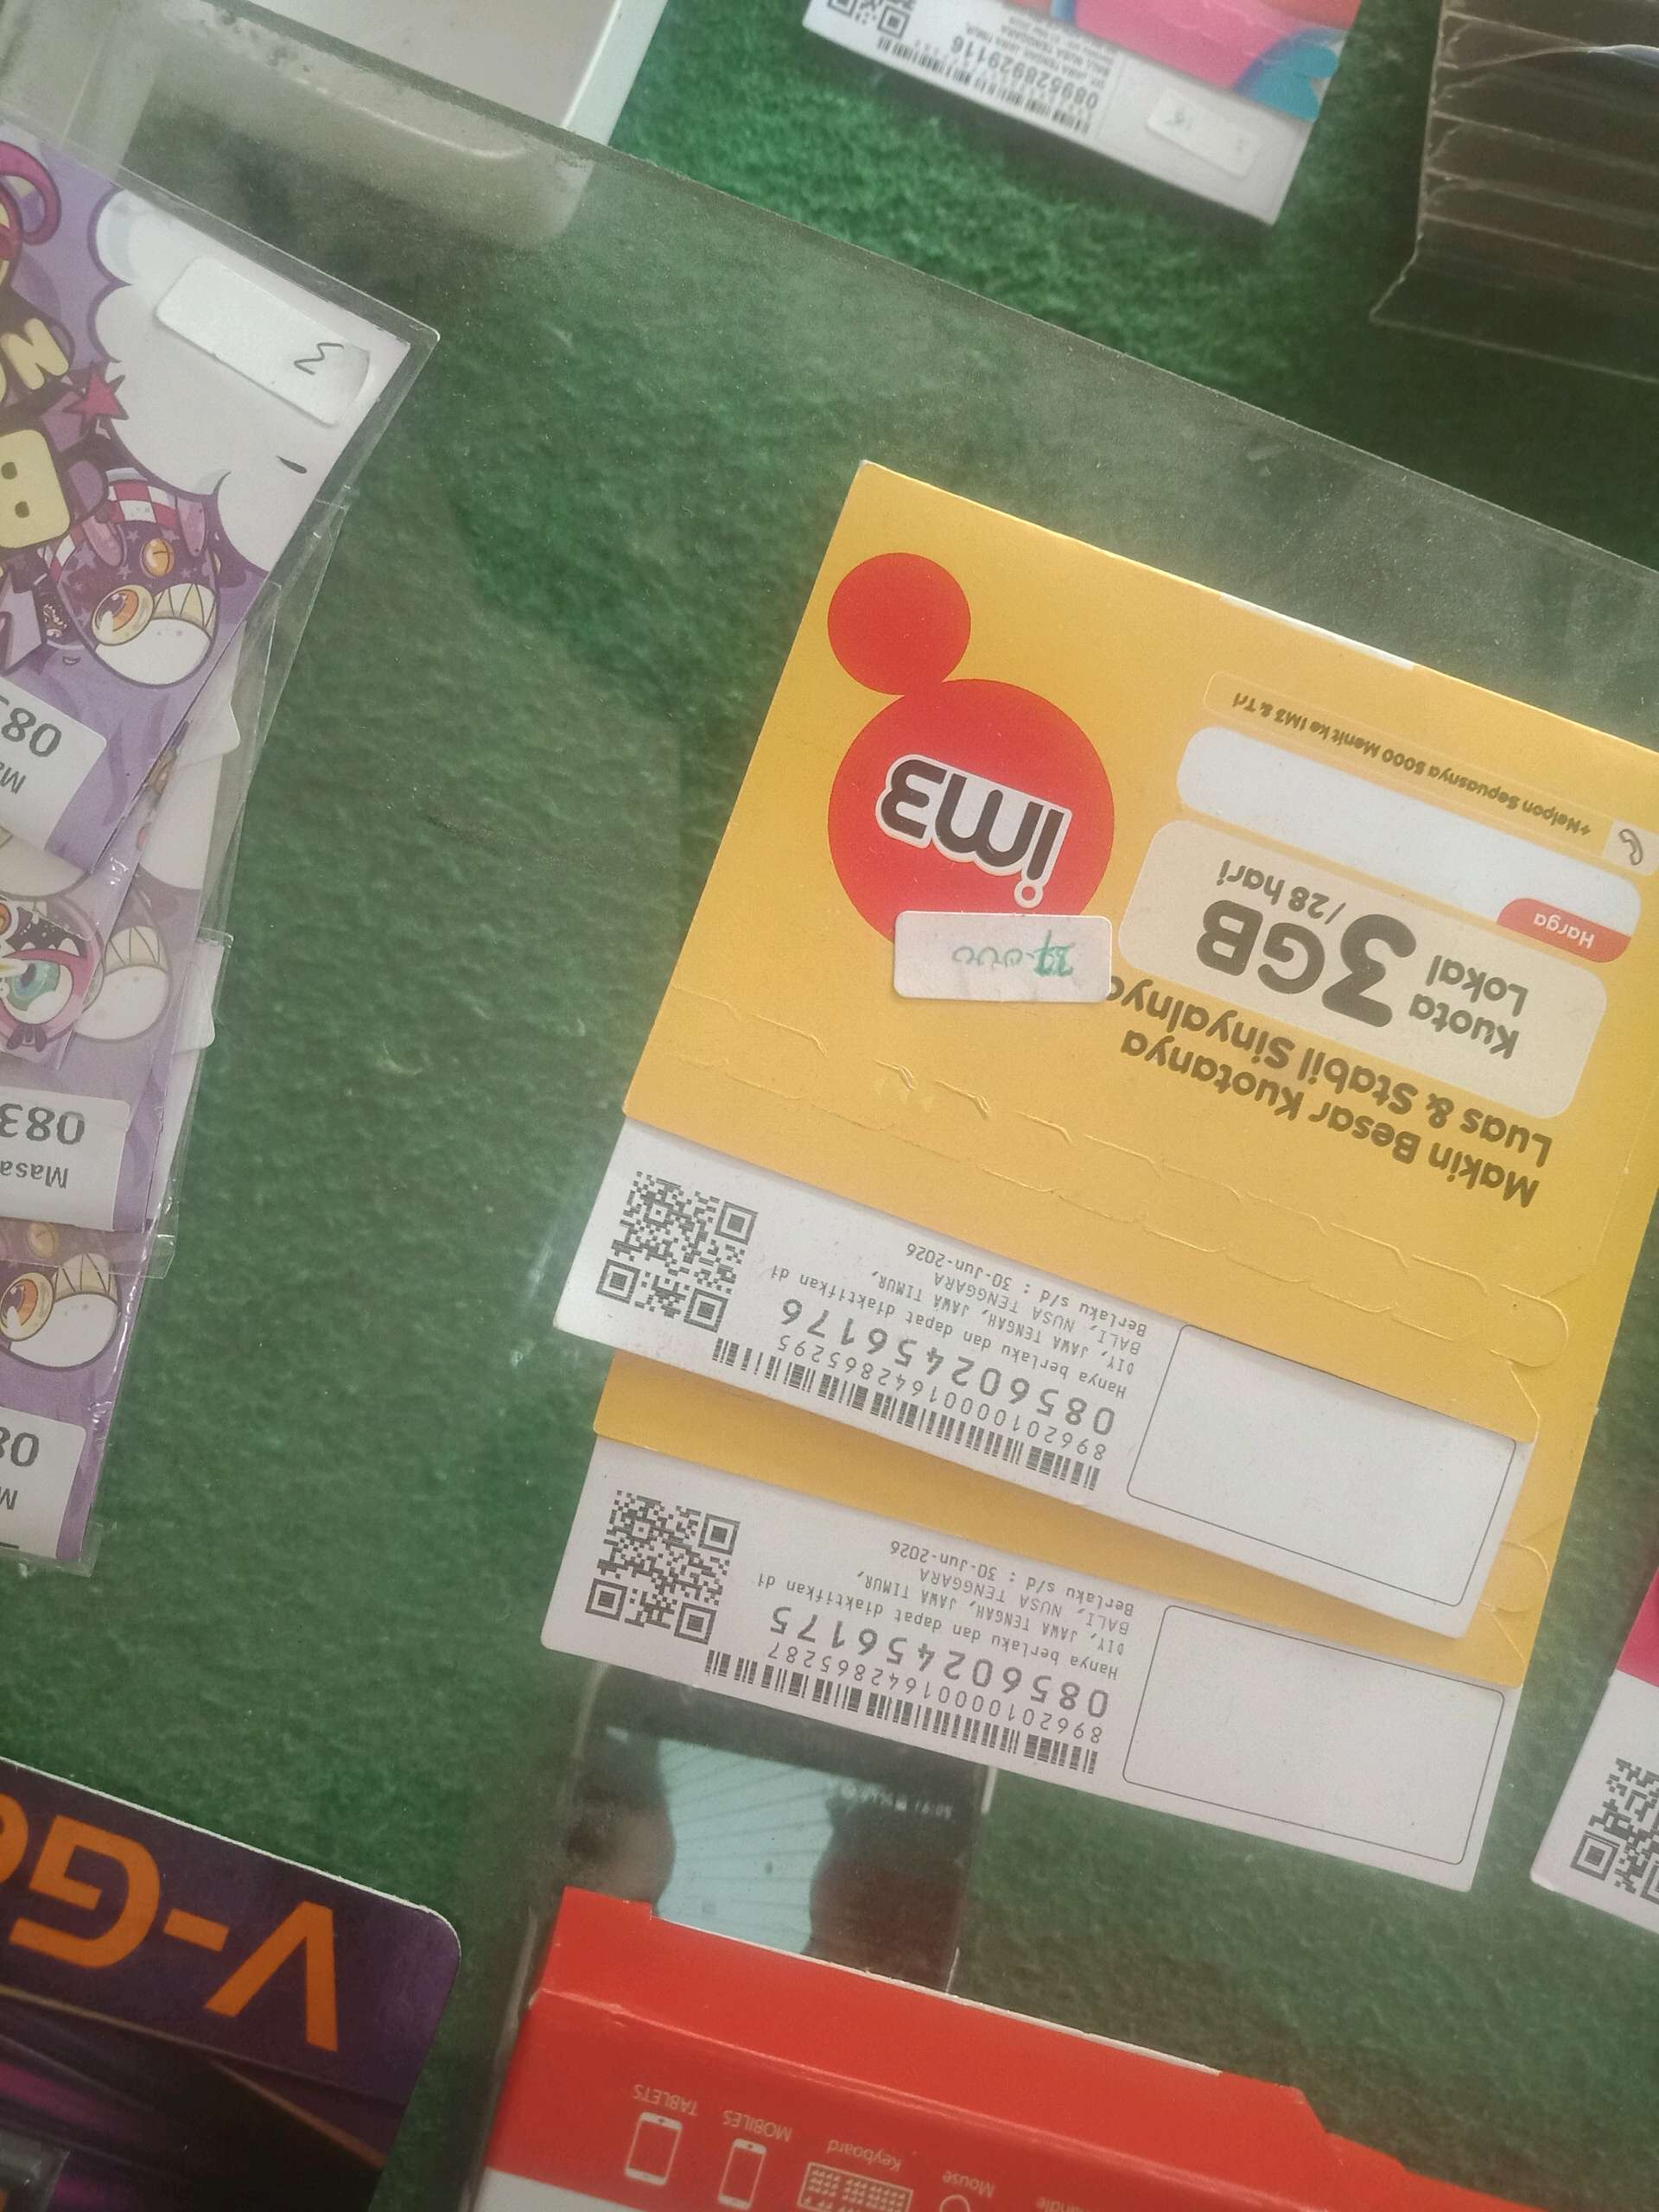 im3
Makin Besar Kuotanya
Luas & Stabil Sinyalnya
Kuota
Lokal
3GB
/28 hari
Harga
+Nelpon Sepuasnya 5000 Menit ke IM3 & Tri
89620100001642865295
085602456176
Hanya berlaku dan dapat diaktifkan di
DIY, JAWA TENGAH, JAWA TIMUR,
BALI, NUSA TENGGARA
Berlaku s/d : 30-Jun-2026
89620100001642865287
085602456175
Hanya berlaku dan dapat diaktifkan di
DIY, JAWA TENGAH, JAWA TIMUR,
BALI, NUSA TENGGARA
Berlaku s/d : 30-Jun-2026
0895528929116
083
Masa
V-Ge
Mouse
Keyboard
MOBILES
TABLETS